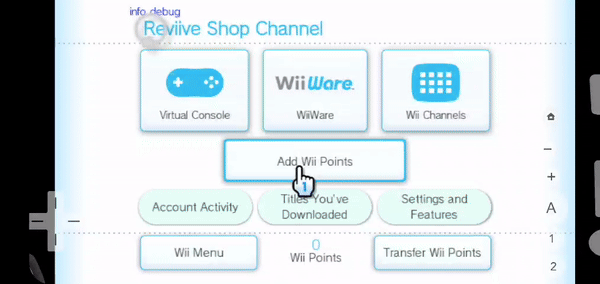 info debug
Reviive Shop Channel
Virtual Console
WiiWare
WiiWare
Wii Channels
Add Wii Points
1
Account Activity
Titles You've
Downloaded
Settings and
Features
Wii Menu
0
Wii Points
Transfer Wii Points
-
+
A
1
2